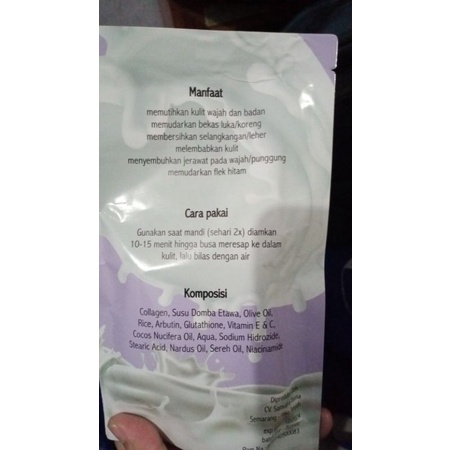 Manfaat
memutihkan kulit wajah dan badan
memudarkan bekas luka/koreng
membersihkan selangkangan/leher
melembabkan kulit
menyembuhkan jerawat pada wajah/punggung
memudarkan flek hitam
Cara pakai
Gunakan saat mandi (sehari 2x) diamkan
10-15 menit hingga busa meresap ke dalam
kulit, lalu bilas dengan air
Komposisi
Collagen, Susu Domba Etawa, Olive Oil,
Rice, Arbutin, Glutathione, Vitamin E & C,
Cocos Nucifera Oil, Aqua, Sodium Hidrozide,
Stearic Acid, Nardus Oil, Sereh Oil, Niacinamide
CV.
Semarang